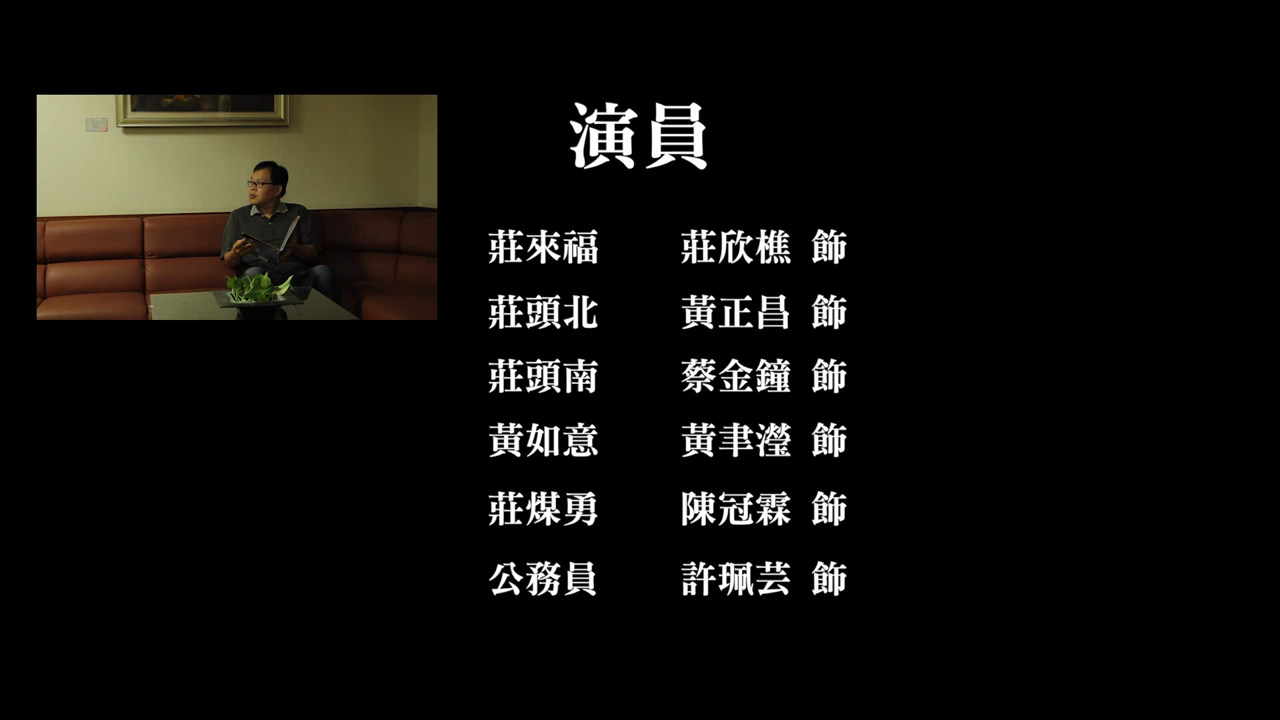 演員
莊來福 莊欣樵 飾
莊頭北 黃正昌 飾
莊頭南 蔡金鐘 飾
黃如意 黃聿瀅 飾
莊煤勇 陳冠霖 飾
公務員 許珮芸 飾